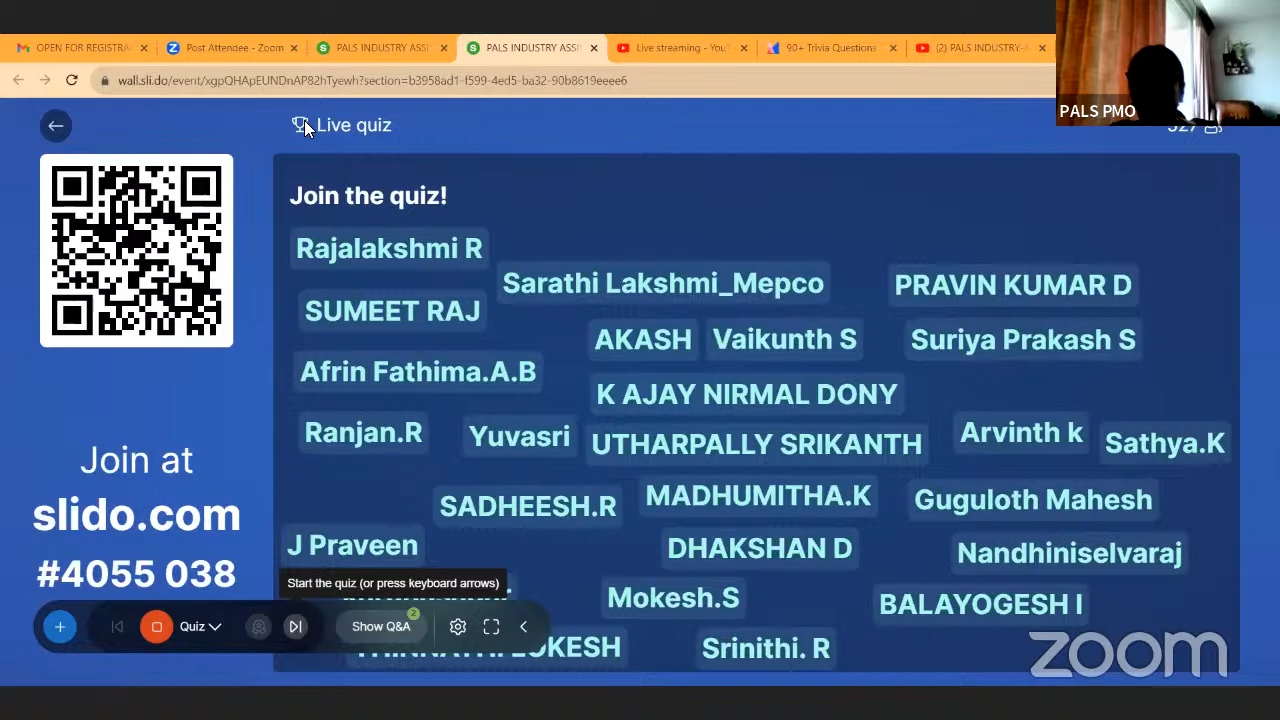 OPEN FOR REGISTRA
Post Attendee - Zoom
PALS INDUSTRY ASSI
PALS INDUSTRY ASSI
Live streaming - YouT
90+ Trivia Questions
(2) PALS INDUSTRY-A
wall.sli.do/event/xgpQHApEUNDnAP82hTyewh?section=b3958ad1-f599-4ed5-ba32-90b8619eeee6
PALS PMO
Live quiz
Join the quiz!
Rajalakshmi R
Sarathi Lakshmi_Mepco
PRAVIN KUMAR D
SUMEET RAJ
AKASH
Vaikunth S
Suriya Prakash S
Afrin Fathima.A.B
K AJAY NIRMAL DONY
Ranjan.R
Yuvasri
UTHARPALLY SRIKANTH
Arvinth k
Sathya.K
SADHEESH.R
MADHUMITHA.K
Guguloth Mahesh
J Praveen
DHAKSHAN D
Nandhiniselvaraj
Start the quiz (or press keyboard arrows)
Mokesh.S
BALAYOGESH I
Srinithi. R
Join at
slido.com
#4055 038
Quiz
Show Q&A
2
zoom